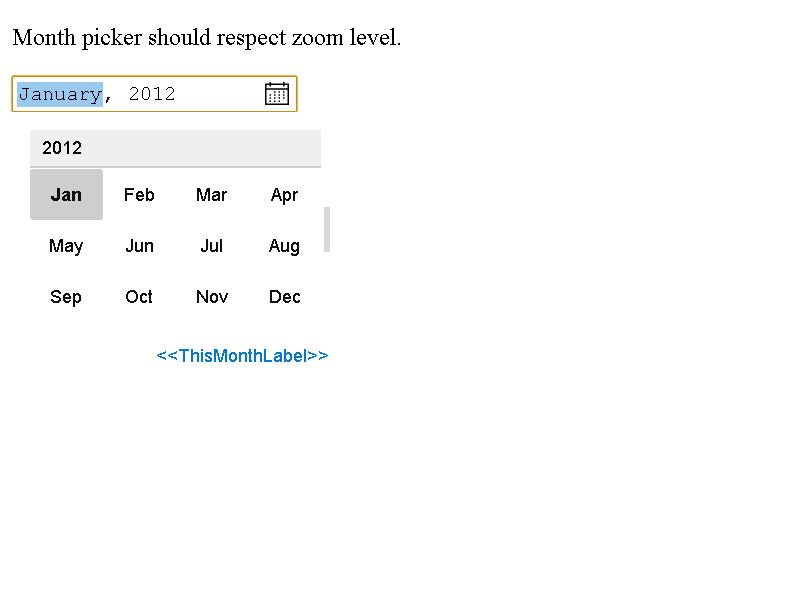 Month picker should respect zoom level.
January, 2012
2012
Jan Feb Mar Apr
May Jun Jul Aug
Sep Oct Nov Dec
<<ThisMonthLabel>>